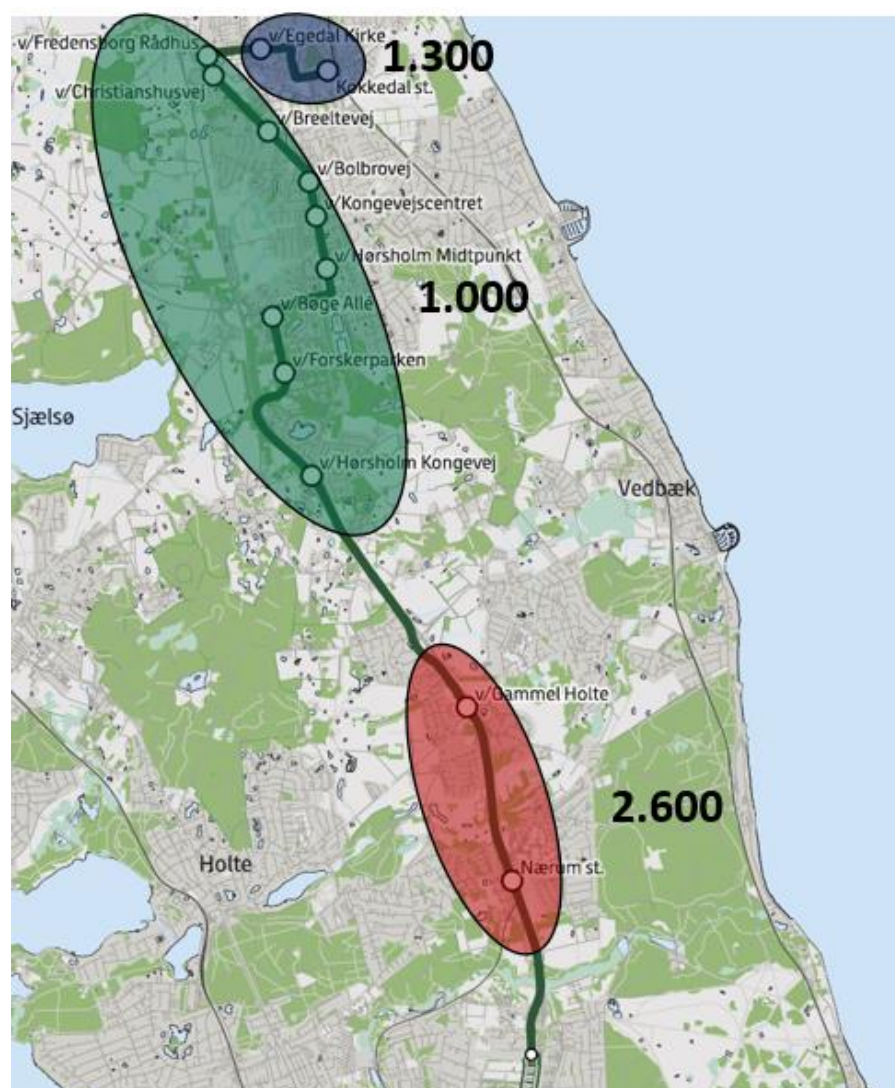 v/Fredensborg Rådhus
v/Egedal Kirke
1.300
Kokkedal st.
v/Christianshusvej
v/Breeltevej
v/Bolbrovej
v/Kongevejscentret
v/Hørsholm Midtpunkt
1.000
v/Bøge Allé
v/Forskerparken
Sjælsø
v/Hørsholm Kongevej
Vedbæk
v/Gammel Holte
2.600
Holte
Nærum st.